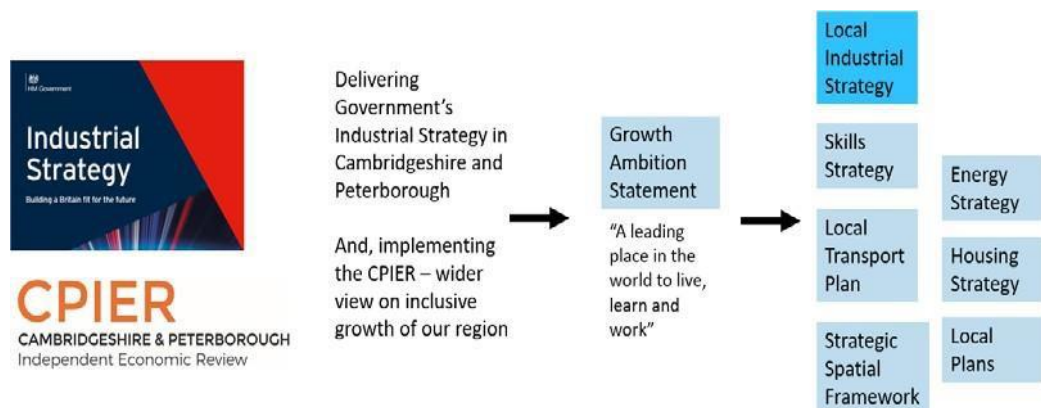 HM Government
Industrial
Strategy
Building a Britain fit for the future
CPIER
CAMBRIDGESHIRE & PETERBOROUGH
Independent Economic Review
Delivering
Government’s
Industrial Strategy in
Cambridgeshire and
Peterborough
And, implementing
the CPIER – wider
view on inclusive
growth of our region
Growth
Ambition
Statement
“A leading
place in the
world to live,
learn and
work”
Local
Industrial
Strategy
Skills
Strategy
Local
Transport
Plan
Strategic
Spatial
Framework
Energy
Strategy
Housing
Strategy
Local
Plans